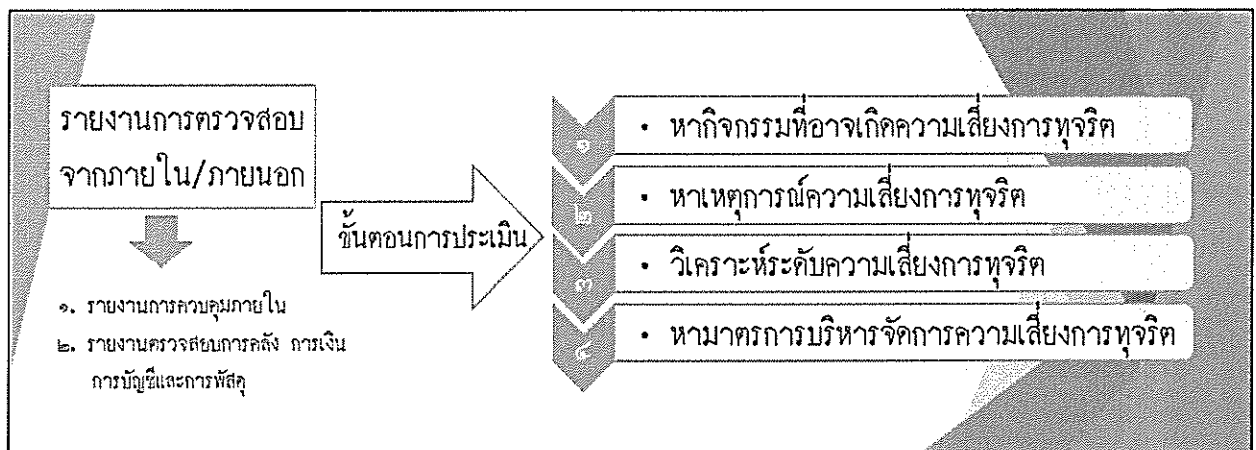 รายงานการตรวจสอบ
จากภายใน/ภายนอก
๑. รายงานการควบคุมภายใน
๒. รายงานตรวจสอบการคลัง การเงิน
การบัญชีและการพัสดุ
ขั้นตอนการประเมิน
๑
• หากิจกรรมที่อาจเกิดความเสี่ยงการทุจริต
๒
• หาเหตุการณ์ความเสี่ยงการทุจริต
๓
• วิเคราะห์ระดับความเสี่ยงการทุจริต
๔
• หามาตรการบริหารจัดการความเสี่ยงการทุจริต